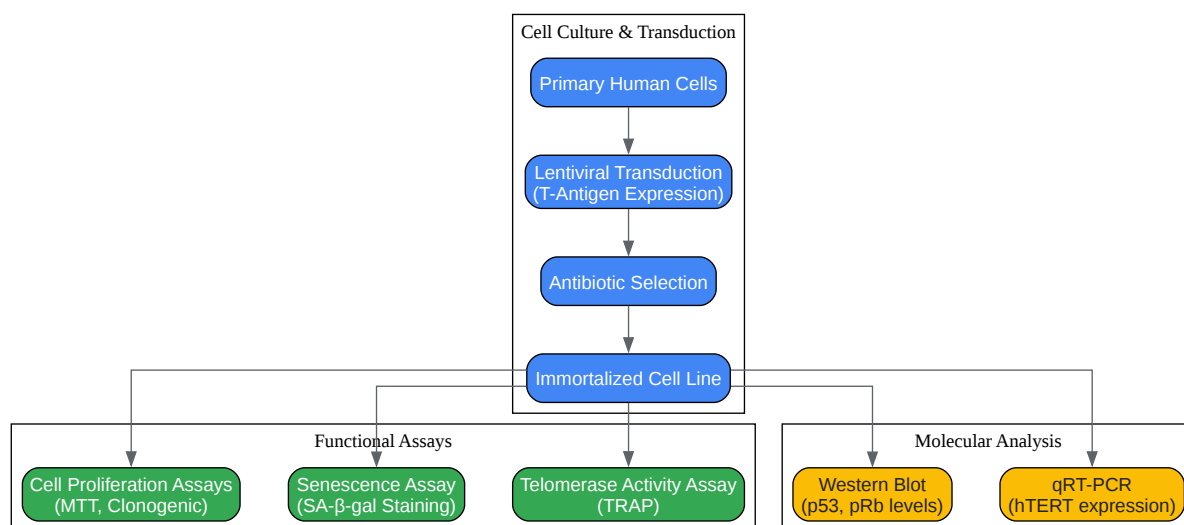 Cell Culture & Transduction
Primary Human Cells
Lentiviral Transduction
(T-Antigen Expression)
Antibiotic Selection
Immortalized Cell Line
Functional Assays
Cell Proliferation Assays
(MTT, Clonogenic)
Senescence Assay
(SA-β-gal Staining)
Telomerase Activity Assay
(TRAP)
Molecular Analysis
Western Blot
(p53, pRb levels)
qRT-PCR
(hTERT expression)